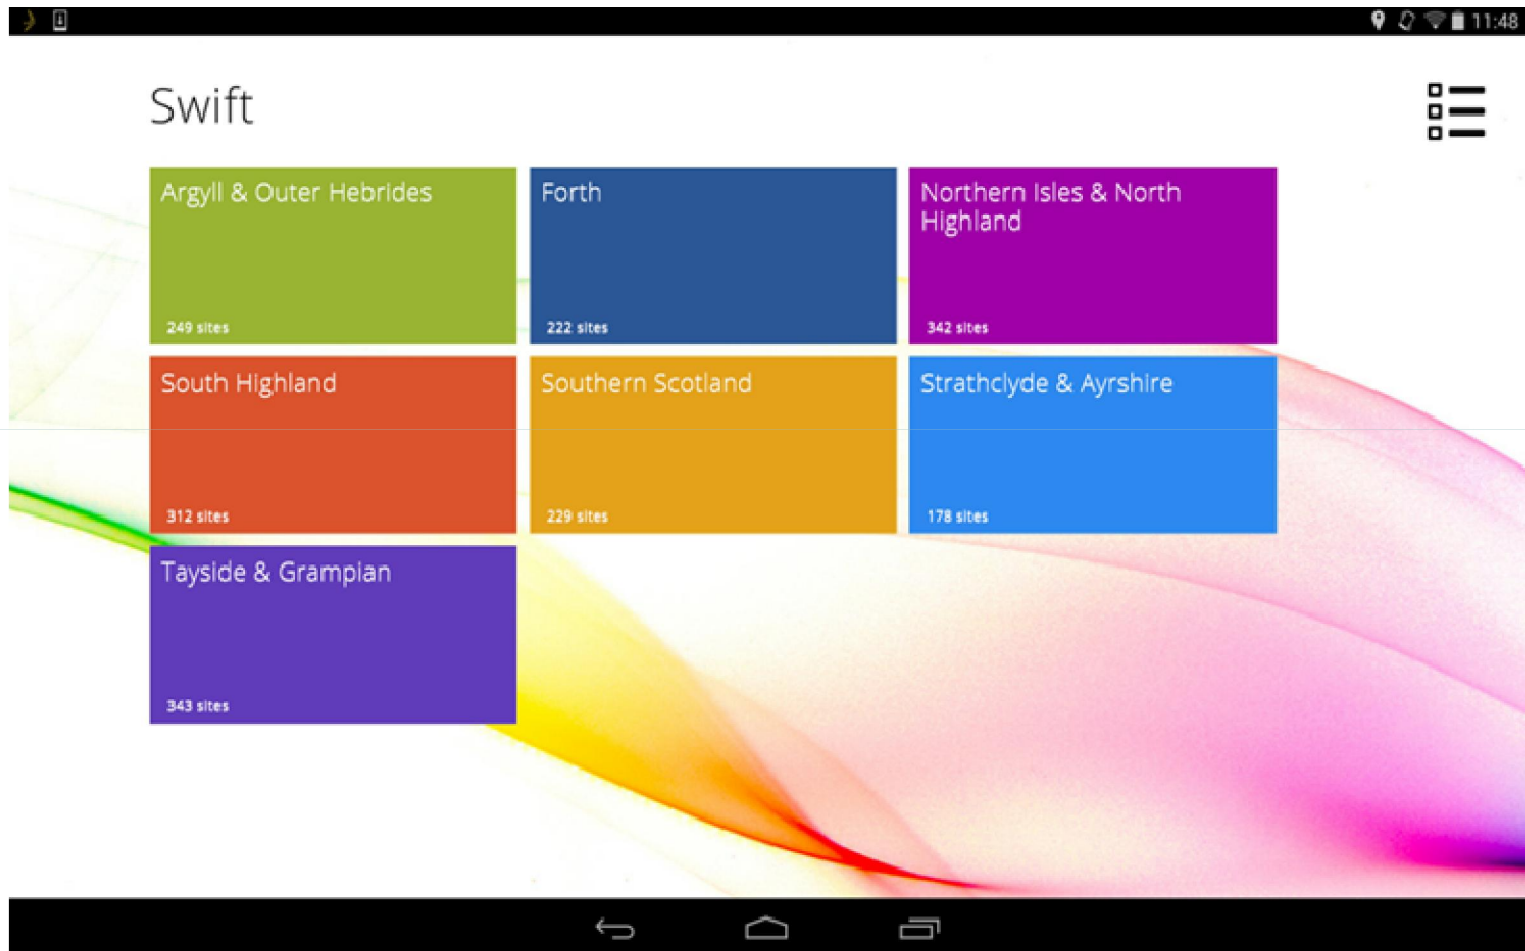 11:48
Swift
Argyll & Outer Hebrides
249 sites
Forth
222 sites
Northern Isles & North
Highland
342 sites
South Highland
312 sites
Southern Scotland
229 sites
Strathclyde & Ayrshire
178 sites
Tayside & Grampian
343 sites